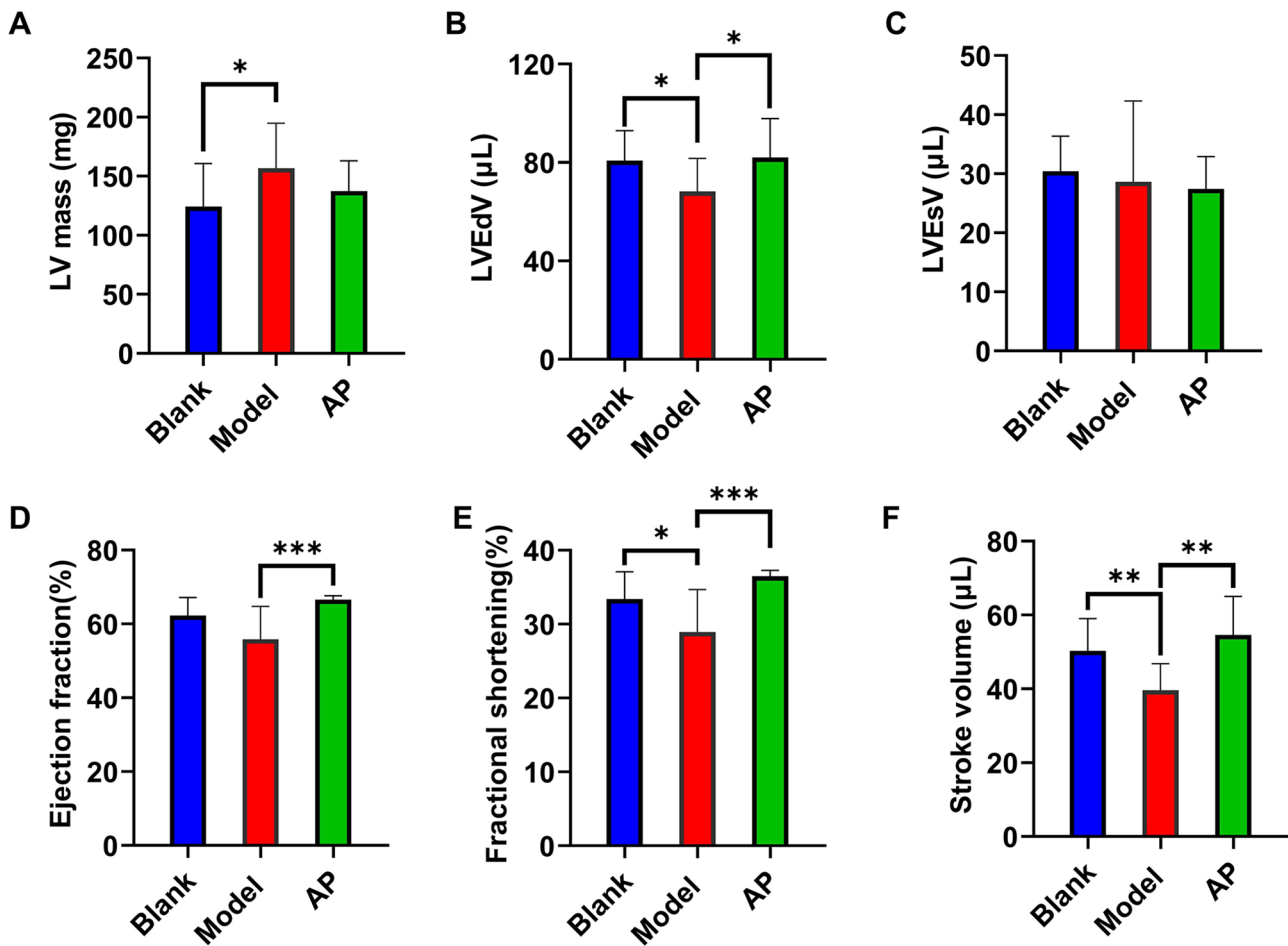 A
LV mass (mg)
250
200
150
100
50
0
*
Blank
Model
AP
B
LVEdV (µL)
120
80
40
0
*
*
Blank
Model
AP
C
LVEsV (µL)
50
40
30
20
10
0
Blank
Model
AP
D
Ejection fraction(%)
80
60
40
20
0
***
Blank
Model
AP
E
Fractional shortening(%)
40
30
20
10
0
*
***
Blank
Model
AP
F
Stroke volume (µL)
80
60
40
20
0
**
**
Blank
Model
AP